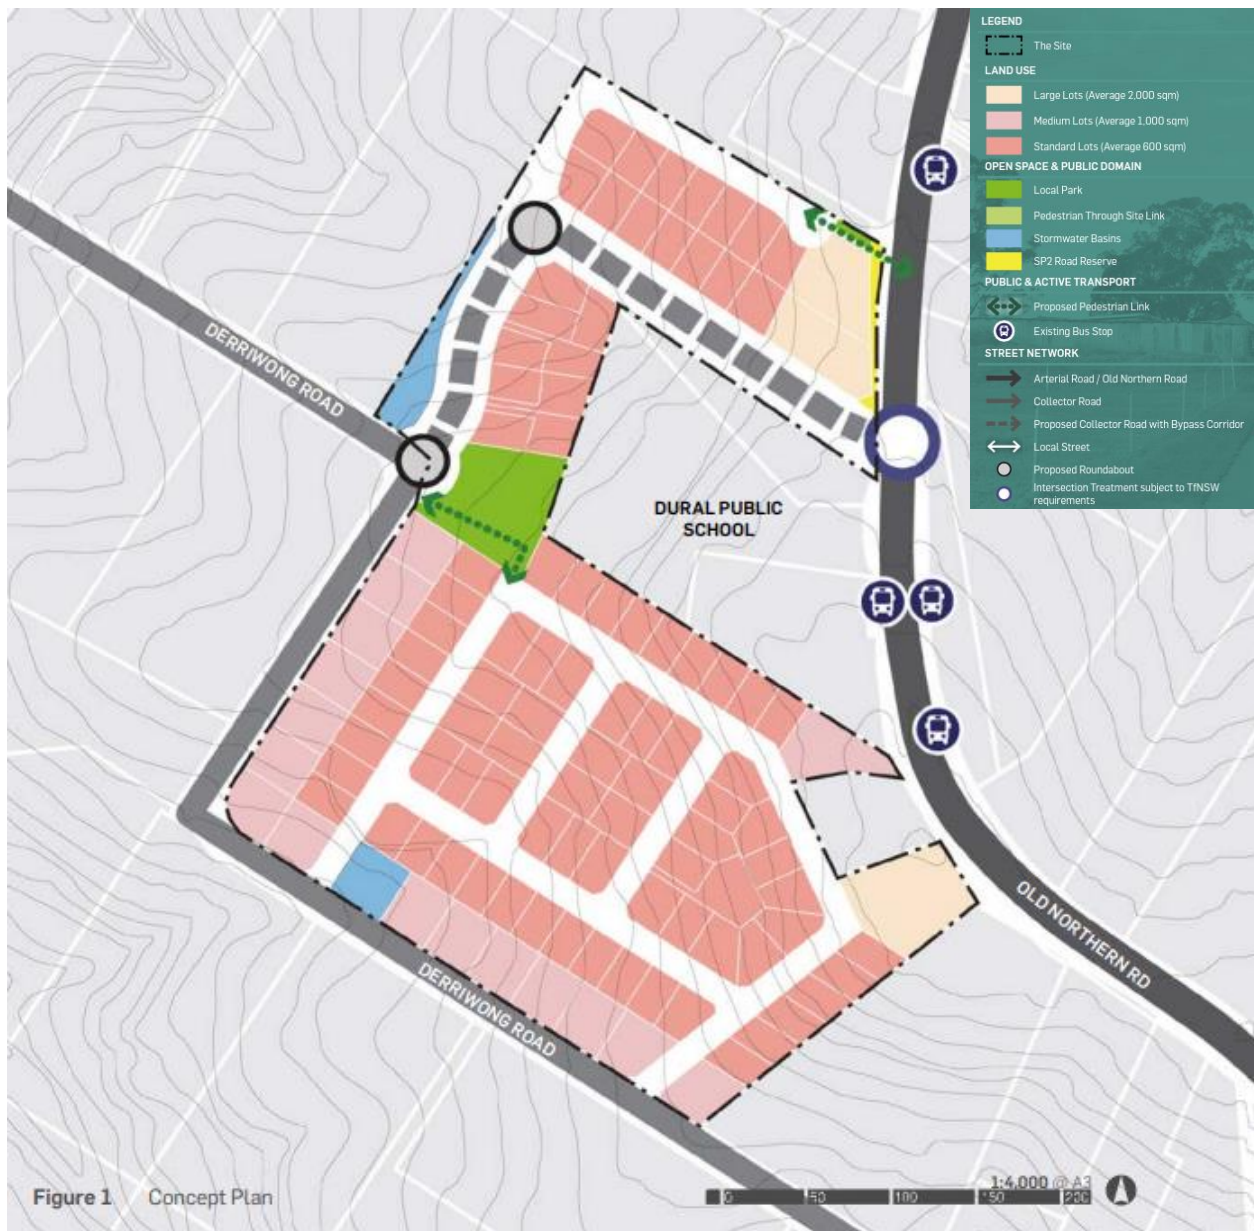 LEGEND
The Site
LAND USE
Large Lots (Average 2,000 sqm)
Medium Lots (Average 1,000 sqm)
Standard Lots (Average 600 sqm)
OPEN SPACE & PUBLIC DOMAIN
Local Park
Pedestrian Through Site Link
Stormwater Basins
SP2 Road Reserve
PUBLIC & ACTIVE TRANSPORT
Proposed Pedestrian Link
Existing Bus Stop
STREET NETWORK
Arterial Road / Old Northern Road
Collector Road
Proposed Collector Road with Bypass Corridor
Local Street
Proposed Roundabout
Intersection Treatment subject to TfNSW
requirements
DERRIWONG ROAD
DURAL PUBLIC
SCHOOL
OLD NORTHERN RD
DERRIWONG ROAD
Figure 1 Concept Plan
1:4,000 @ A3
0 50 100 150 200